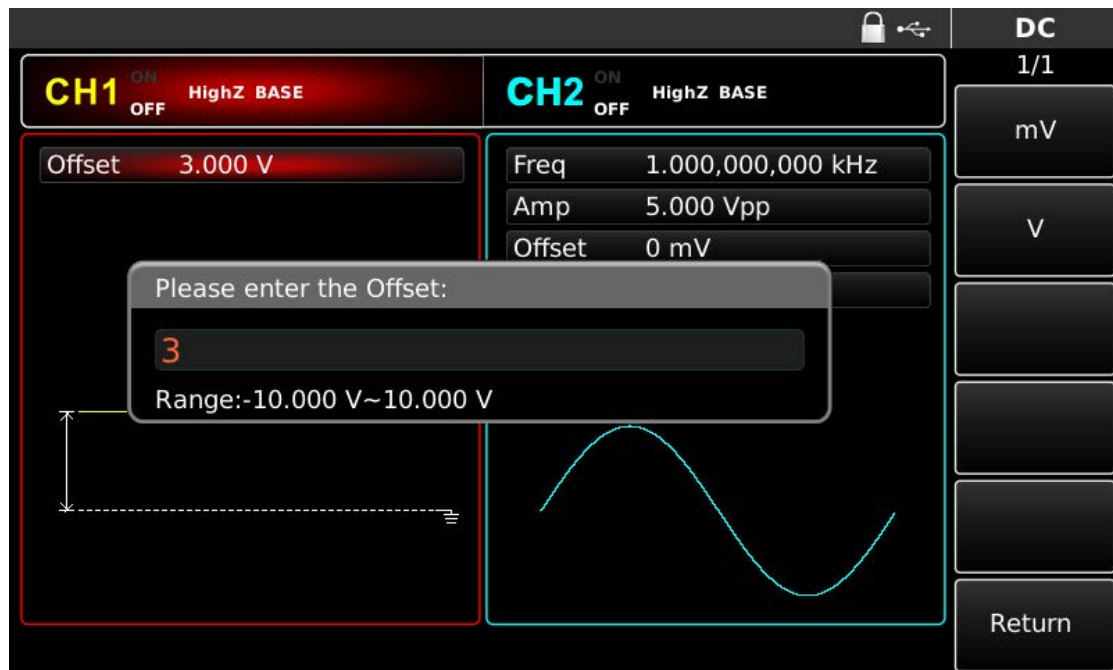 DC
1/1
CH1 ON OFF HighZ BASE
CH2 ON OFF HighZ BASE
mV
Offset 3.000 V
Freq 1.000,000,000 kHz
Amp 5.000 Vpp
Offset 0 mV
V
Please enter the Offset:
3
Range:-10.000 V~10.000 V
Return